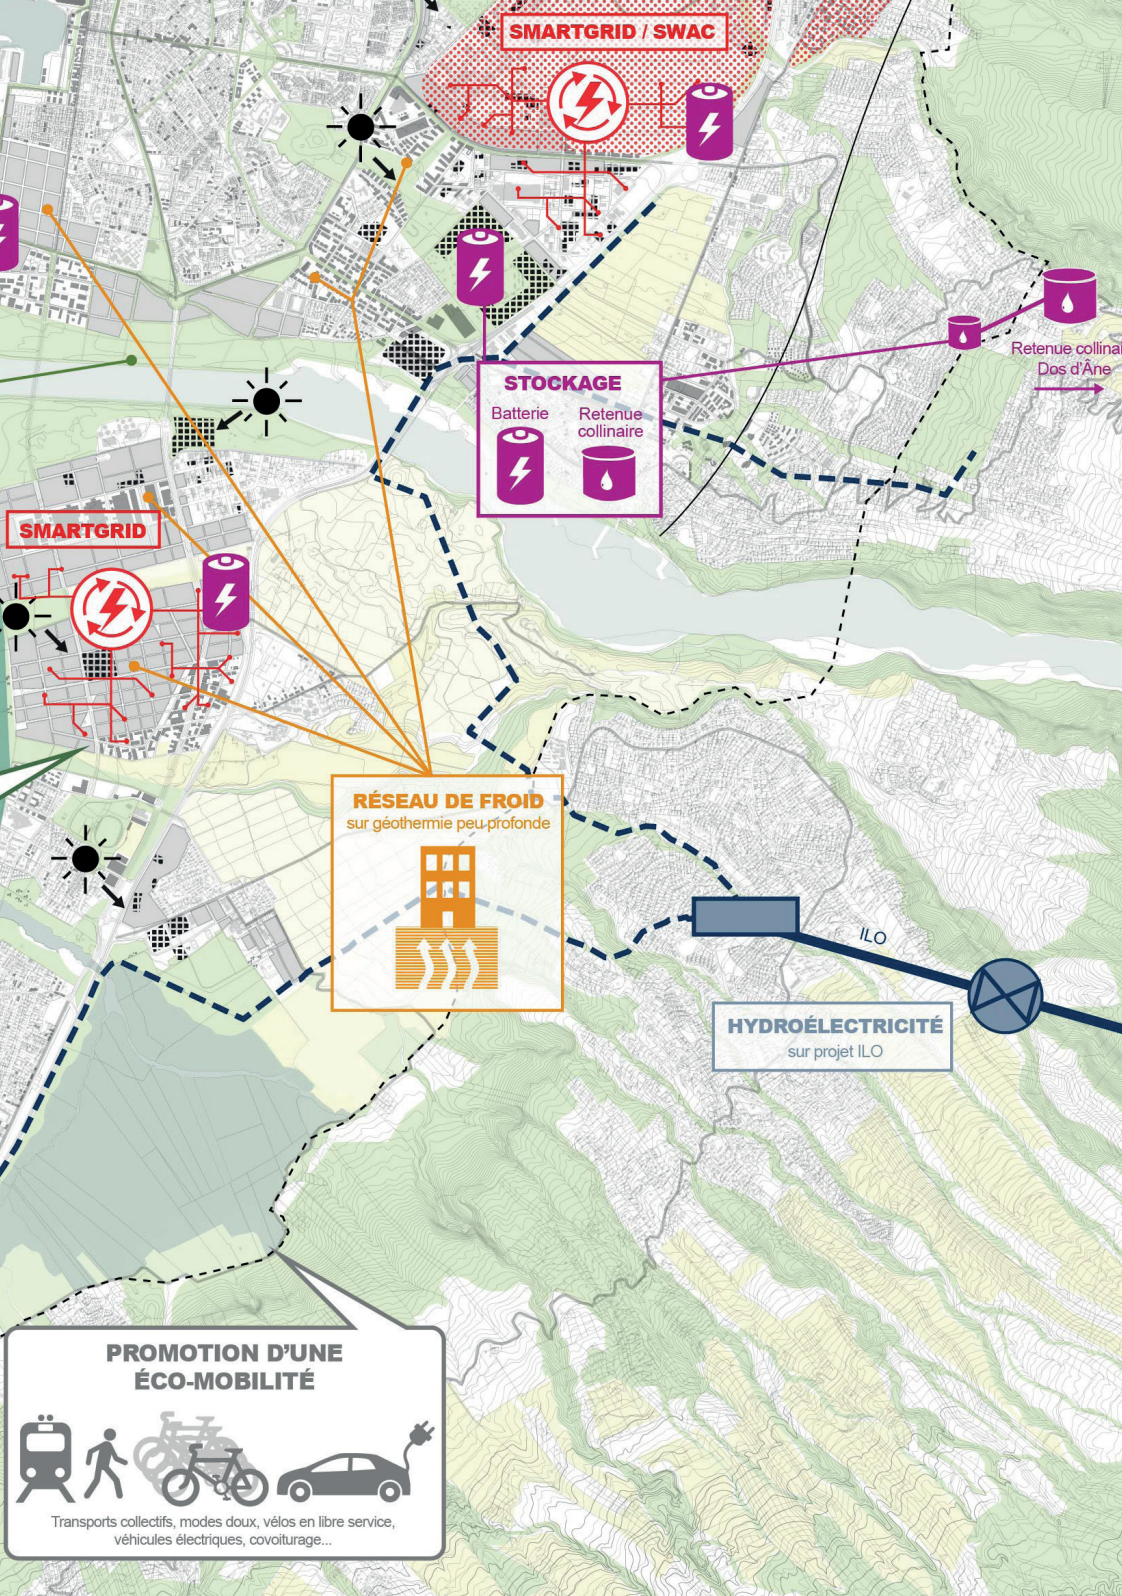 SMARTGRID / SWAC
Retenue collinai
Dos d'Âne
STOCKAGE
Batterie
Retenue
collinaire
SMARTGRID
RÉSEAU DE FROID
sur géothermie peu profonde
ILO
HYDROÉLECTRICITÉ
sur projet ILO
PROMOTION D'UNE
ÉCO-MOBILITÉ
Transports collectifs, modes doux, vélos en libre service,
véhicules électriques, covoiturage...